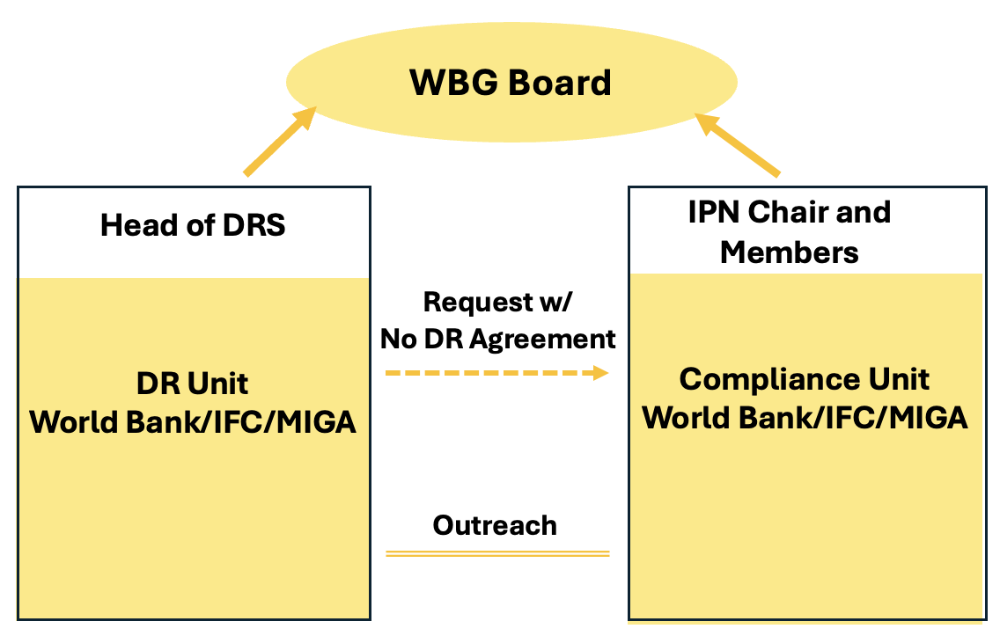 WBG Board
Head of DRS
IPN Chair and
Members
Request w/
No DR Agreement
DR Unit
World Bank/IFC/MIGA
Compliance Unit
World Bank/IFC/MIGA
Outreach